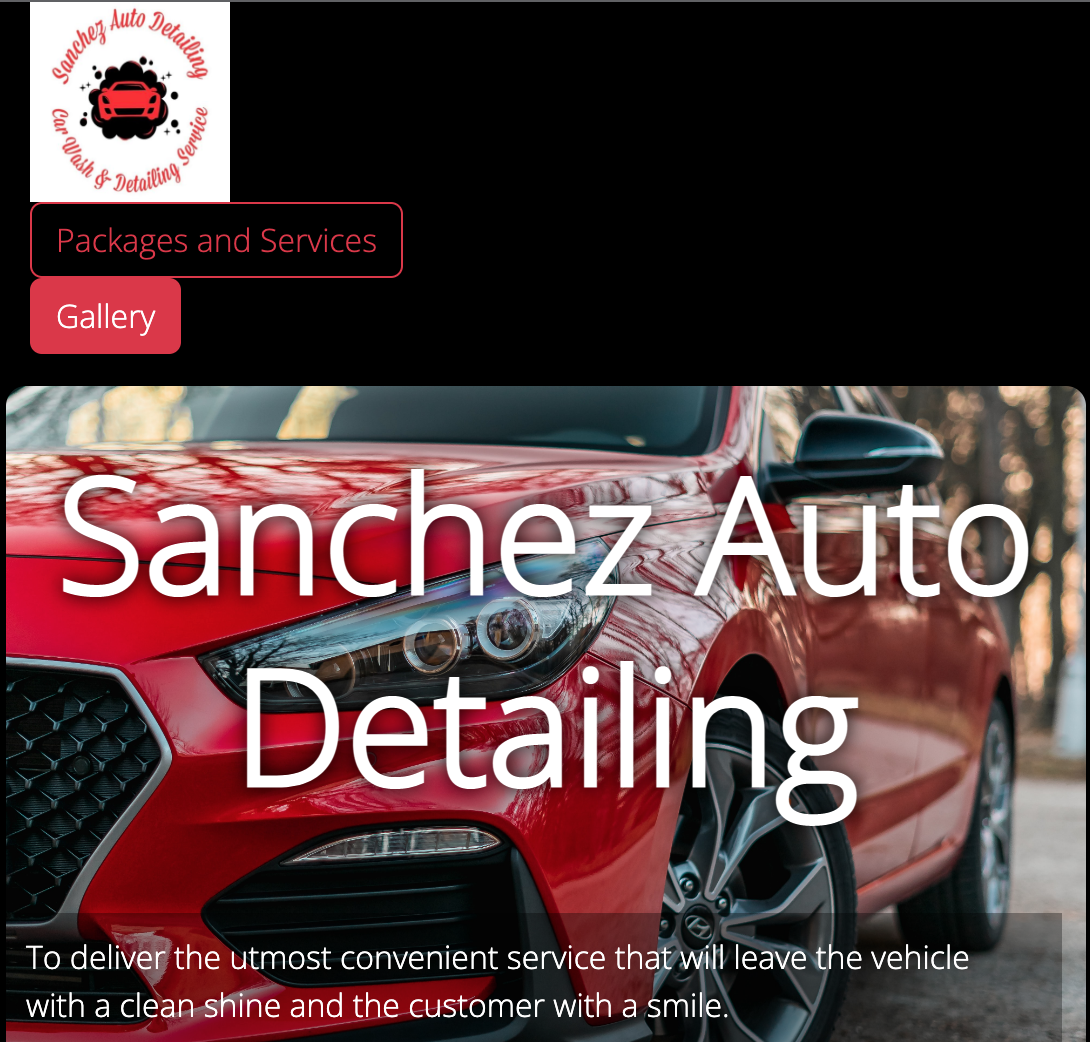 Sanchez Auto Detailing
Car Wash & Detailing Service
Packages and Services
Gallery
Sanchez Auto
Detailing
To deliver the utmost convenient service that will leave the vehicle
with a clean shine and the customer with a smile.